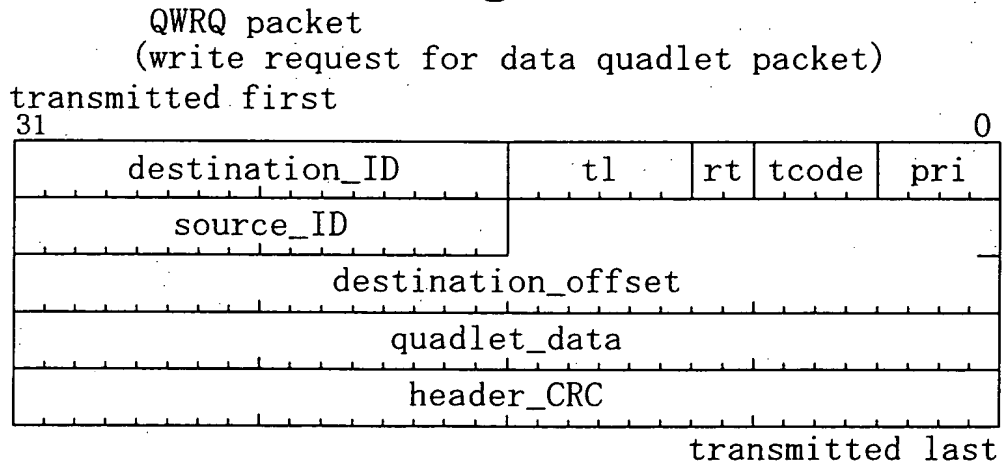 QWRQ packet
(write request for data quadlet packet)
transmitted first
31 0
destination_ID tl rt tcode pri
source_ID
destination_offset
quadlet_data
header_CRC
transmitted last